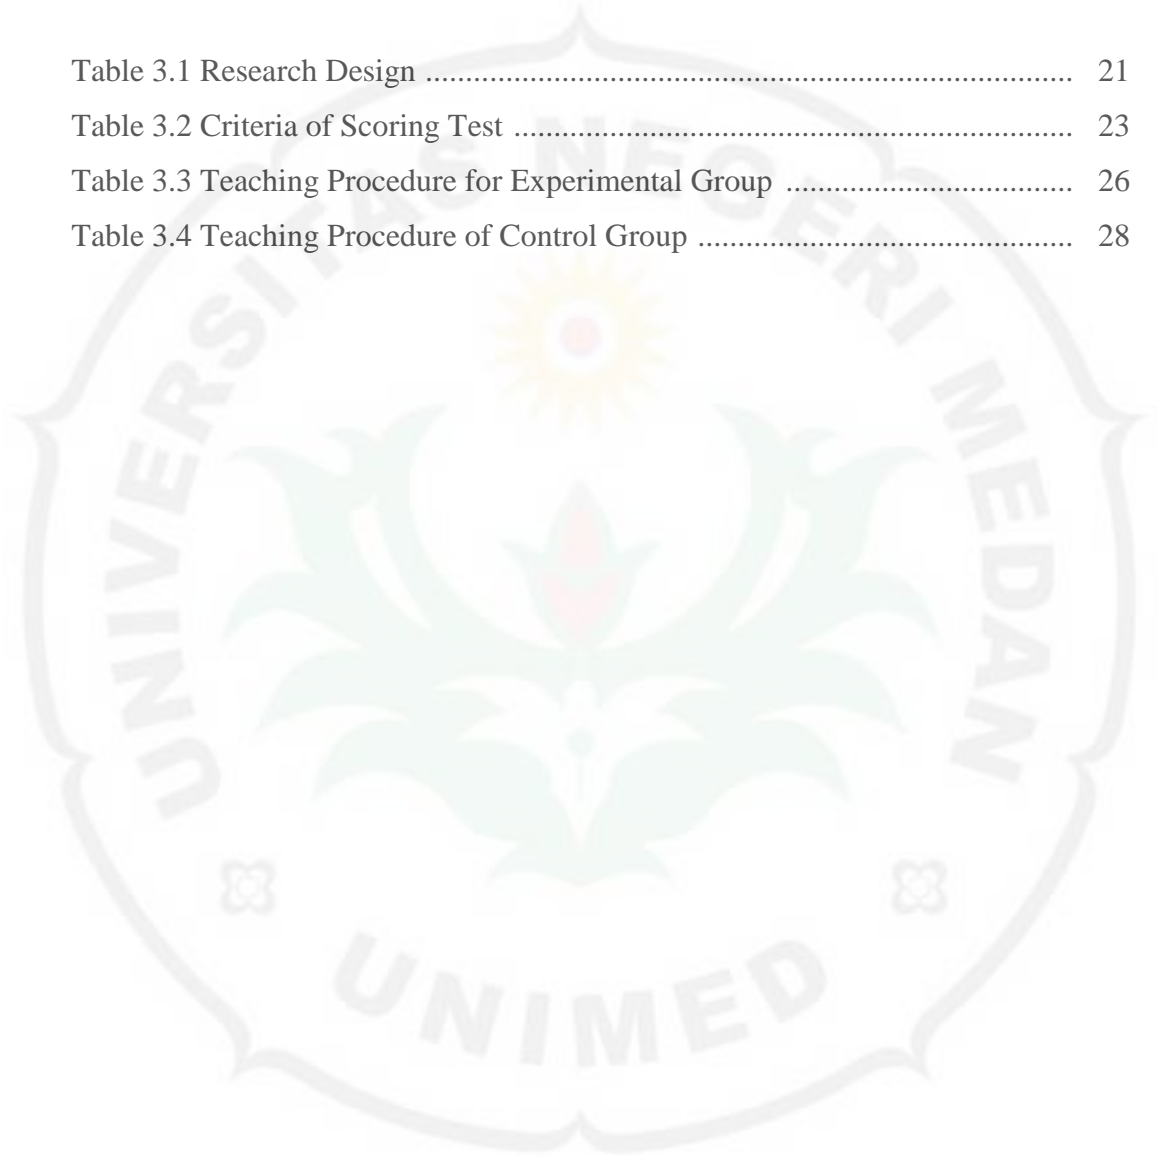 Table 3.1 Research Design ..................................................................... 21
Table 3.2 Criteria of Scoring Test ......................................................... 23
Table 3.3 Teaching Procedure for Experimental Group .............................. 26
Table 3.4 Teaching Procedure of Control Group ........................................ 28
UNIVERSITAS NEGERI MEDAN
UNIMED